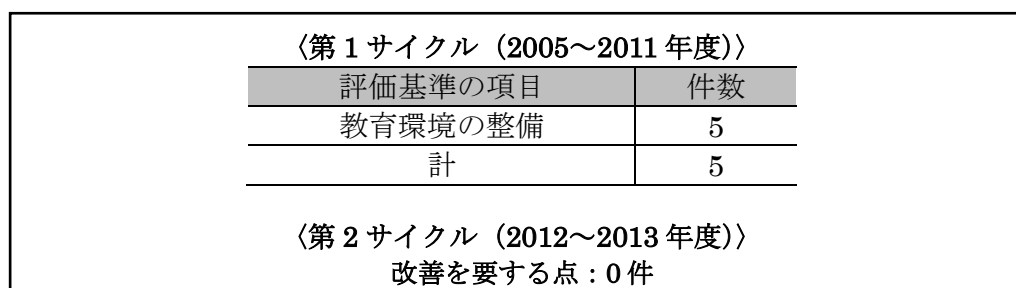 〈第1サイクル（2005～2011年度）〉
評価基準の項目 件数
教育環境の整備 5
計 5
〈第2サイクル（2012～2013年度）〉
改善を要する点：0件